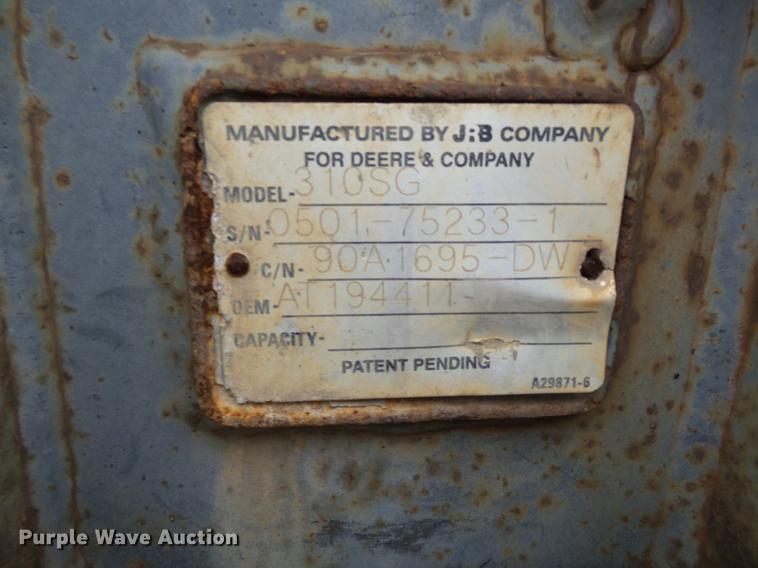 MANUFACTURED BY JRB COMPANY
FOR DEERE & COMPANY
MODEL- 310SG
S/N- 0501-75233-1
C/N- 90A1695-DW
OEM- AT194411
CAPACITY-
PATENT PENDING
A29871-6
Purple Wave Auction